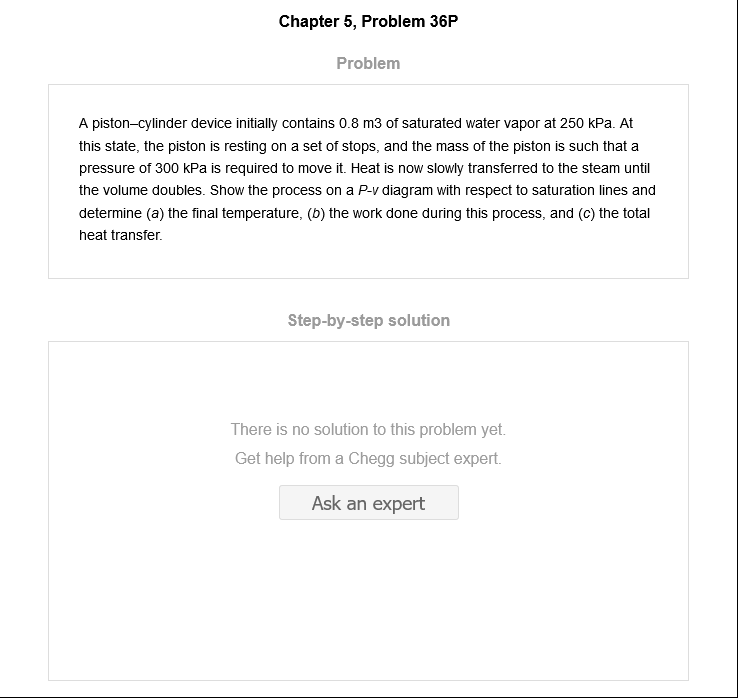 Chapter 5, Problem 36P
Problem
A piston–cylinder device initially contains 0.8 m3 of saturated water vapor at 250 kPa. At
this state, the piston is resting on a set of stops, and the mass of the piston is such that a
pressure of 300 kPa is required to move it. Heat is now slowly transferred to the steam until
the volume doubles. Show the process on a P-v diagram with respect to saturation lines and
determine (a) the final temperature, (b) the work done during this process, and (c) the total
heat transfer.
Step-by-step solution
There is no solution to this problem yet.
Get help from a Chegg subject expert.
Ask an expert